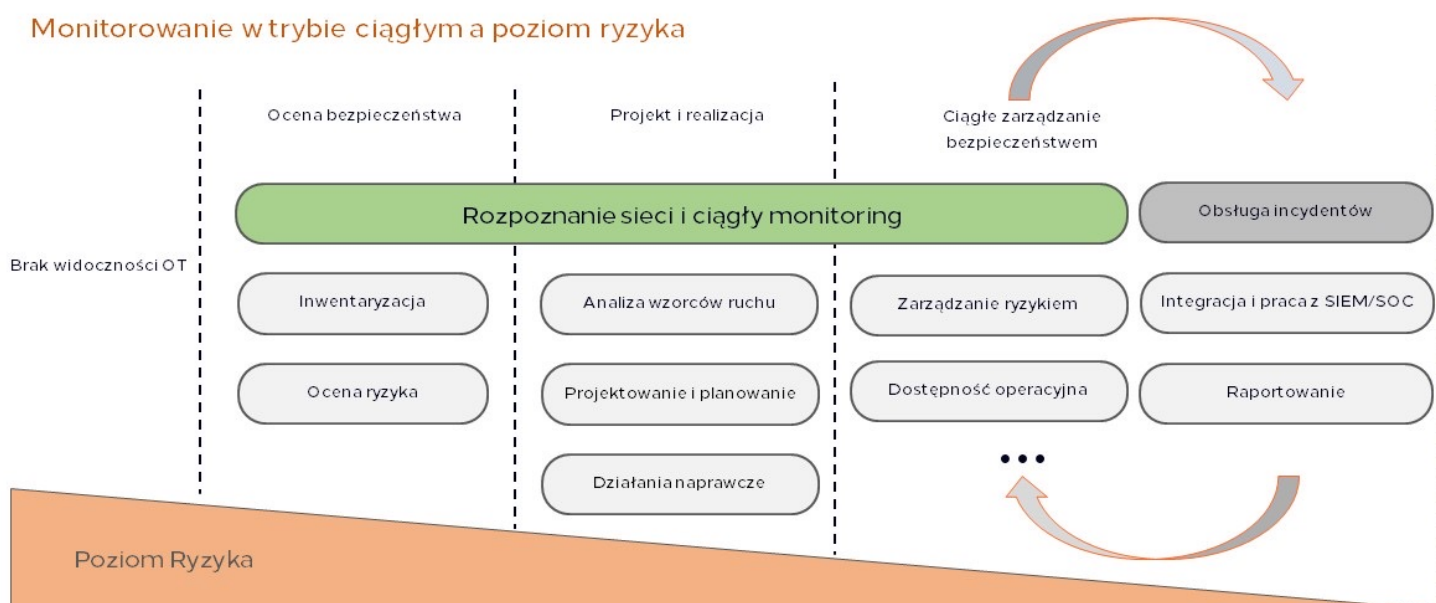 Monitorowanie w trybie ciągłym a poziom ryzyka
Ocena bezpieczeństwa
Projekt i realizacja
Ciągłe zarządzanie
bezpieczeństwem
Rozpoznanie sieci i ciągły monitoring
Obsługa incydentów
Brak widoczności OT
Inwentaryzacja
Analiza wzorców ruchu
Zarządzanie ryzykiem
Integracja i praca z SIEM/SOC
Ocena ryzyka
Projektowanie i planowanie
Dostępność operacyjna
Raportowanie
Działania naprawcze
Poziom Ryzyka